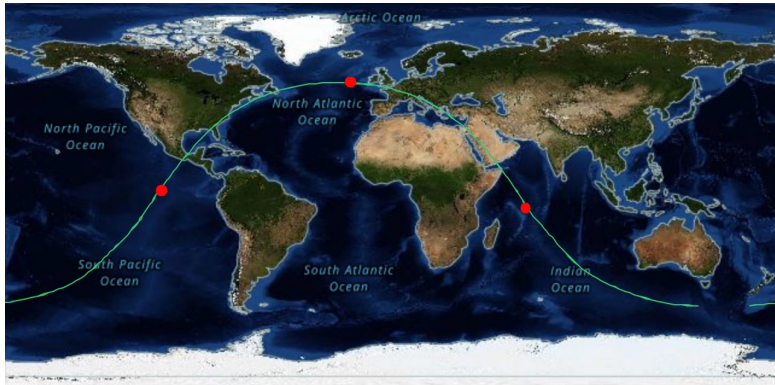 Arctic Ocean
North Atlantic
Ocean
North Pacific
Ocean
South Pacific
Ocean
South Atlantic
Ocean
Indian
Ocean